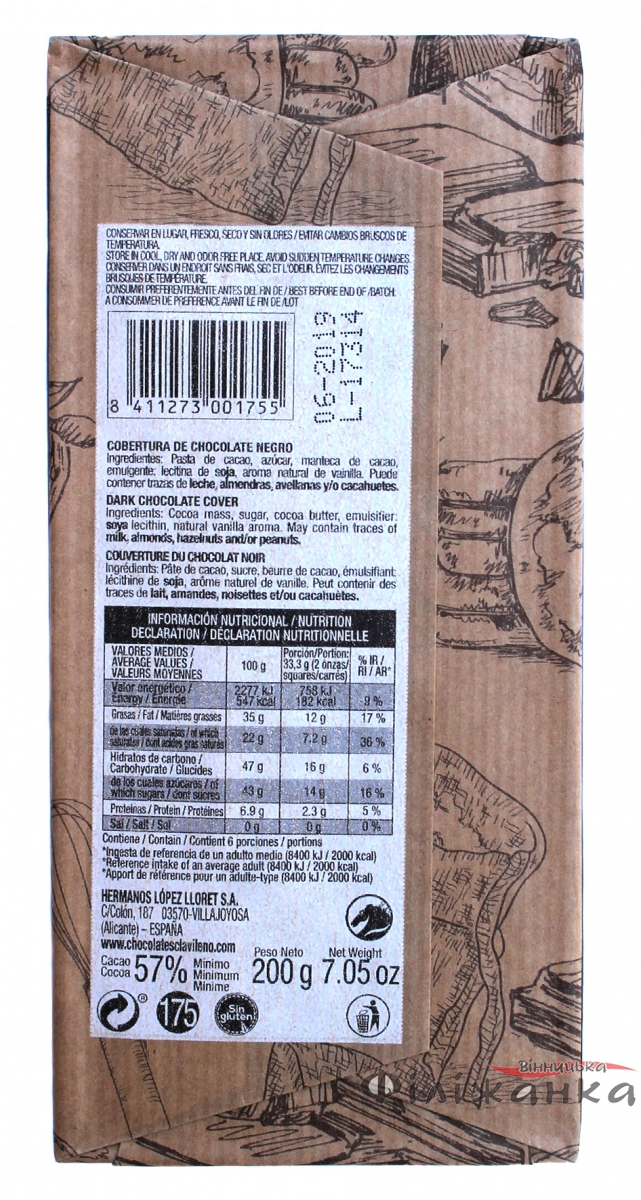 CONSERVAR EN LUGAR, FRESCO, SECO Y SIN OLORES / EVITAR CAMBIOS BRUSCOS DE
TEMPERATURA.
STORE IN COOL, DRY AND ODOR FREE PLACE. AVOID SUDDEN TEMPERATURE CHANGES.
CONSERVER DANS UN ENDROIT SANS FRAIS, SEC ET L'ODEUR. EVITEZ LES CHANGEMENTS
BRUSQUES DE TEMPÉRATURE.
CONSUMIR PREFERENTEMENTE ANTES DEL FIN DE / BEST BEFORE END OF /BATCH:
A CONSOMMER DE PREFERENCE AVANT LE FIN DE /LOT
06-2019
L-17314
8 411273 001755
COBERTURA DE CHOCOLATE NEGRO
Ingredientes: Pasta de cacao, azúcar, manteca de cacao,
emulgente: lecitina de soja, aroma natural de vainilla. Puede
contener trazas de leche, almendras, avellanas y/o cacahuetes.
DARK CHOCOLATE COVER
Ingredients: Cocoa mass, sugar, cocoa butter, emulsifier:
soya lecithin, natural vanilla aroma. May contain traces of
milk, almonds, hazelnuts and/or peanuts.
COUVERTURE DU CHOCOLAT NOIR
Ingrédients: Pâte de cacao, sucre, beurre de cacao, émulsifiant:
lécithine de soja, arôme naturel de vanille. Peut contenir des
traces de lait, amandes, noisettes et/ou cacahuètes.
INFORMACIÓN NUTRICIONAL / NUTRITION
DECLARATION / DÉCLARATION NUTRITIONNELLE
VALORES MEDIOS / AVERAGE VALUES / VALEURS MOYENNES 100 g Porción/Portion: 33,3 g (2 onzas/ squares/carrés) % IR / RI / AR*
Valor énergético / Energy / Énergie 2277 kJ 547 kcal 758 kJ 182 kcal 9 %
Grasas / Fat / Matières grasses 35 g 12 g 17 %
de las cuales saturadas / of which saturates / dont acides gras saturés 22 g 7.2 g 36 %
Hidratos de carbono / Carbohydrate / Glucides 47 g 16 g 6 %
de los cuales azúcares / of which sugars / dont sucres 43 g 14 g 16 %
Proteínas / Protein / Protéines 6.9 g 2.3 g 5 %
Sal / Salt / Sel 0 g 0 g 0 %
Contiene / Contain / Contient 6 porciones / portions
*Ingesta de referencia de un adulto medio (8400 kJ / 2000 kcal)
*Reference intake of an average adult (8400 kJ / 2000 kcal)
*Apport de référence pour un adulte-type (8400 kJ / 2000 kcal)
HERMANOS LÓPEZ LLORET S.A.
C/Colón, 187 03570-VILLAJOYOSA
(Alicante) – ESPAÑA
www.chocolatesclavileno.com
Cacao Cocoa 57% Mínimo Minimum Minime
Peso Neto Net Weight
200 g 7.05 oz
® 175 Sin gluten
Вінницька
Філіжанка